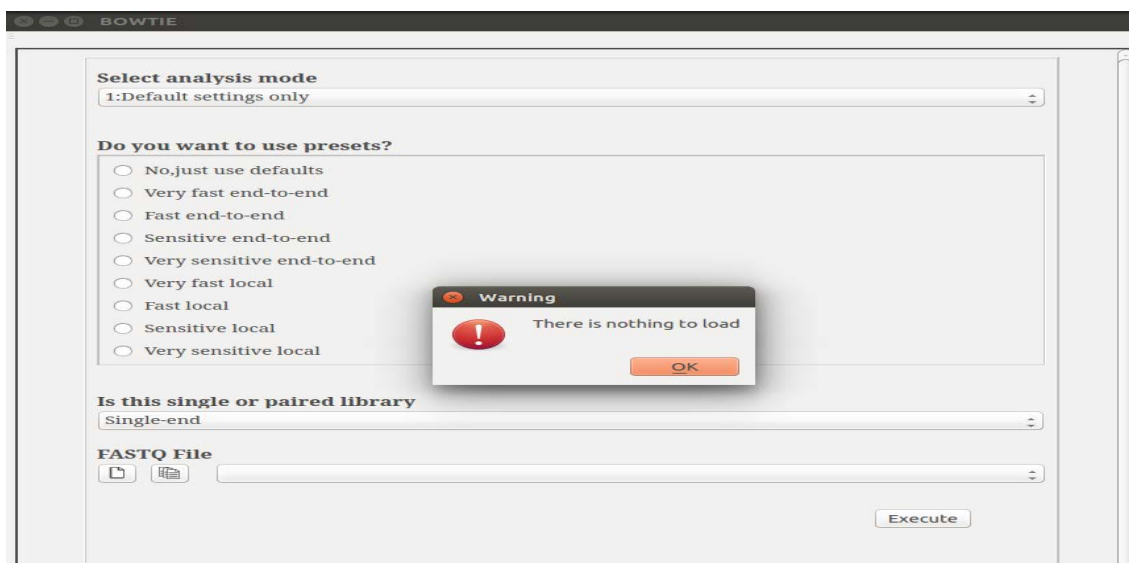 BOWTIE
Select analysis mode
1:Default settings only
Do you want to use presets?
No,just use defaults
Very fast end-to-end
Fast end-to-end
Sensitive end-to-end
Very sensitive end-to-end
Very fast local
Fast local
Sensitive local
Very sensitive local
Warning
There is nothing to load
OK
Is this single or paired library
Single-end
FASTQ File
Execute